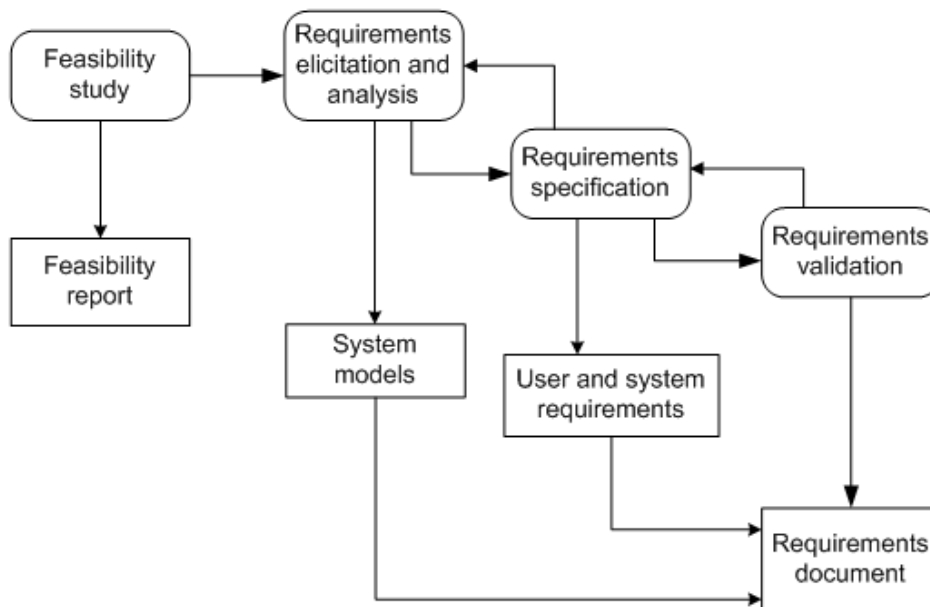 Feasibility
study
Requirements
elicitation and
analysis
Requirements
specification
Requirements
validation
Feasibility
report
System
models
User and system
requirements
Requirements
document